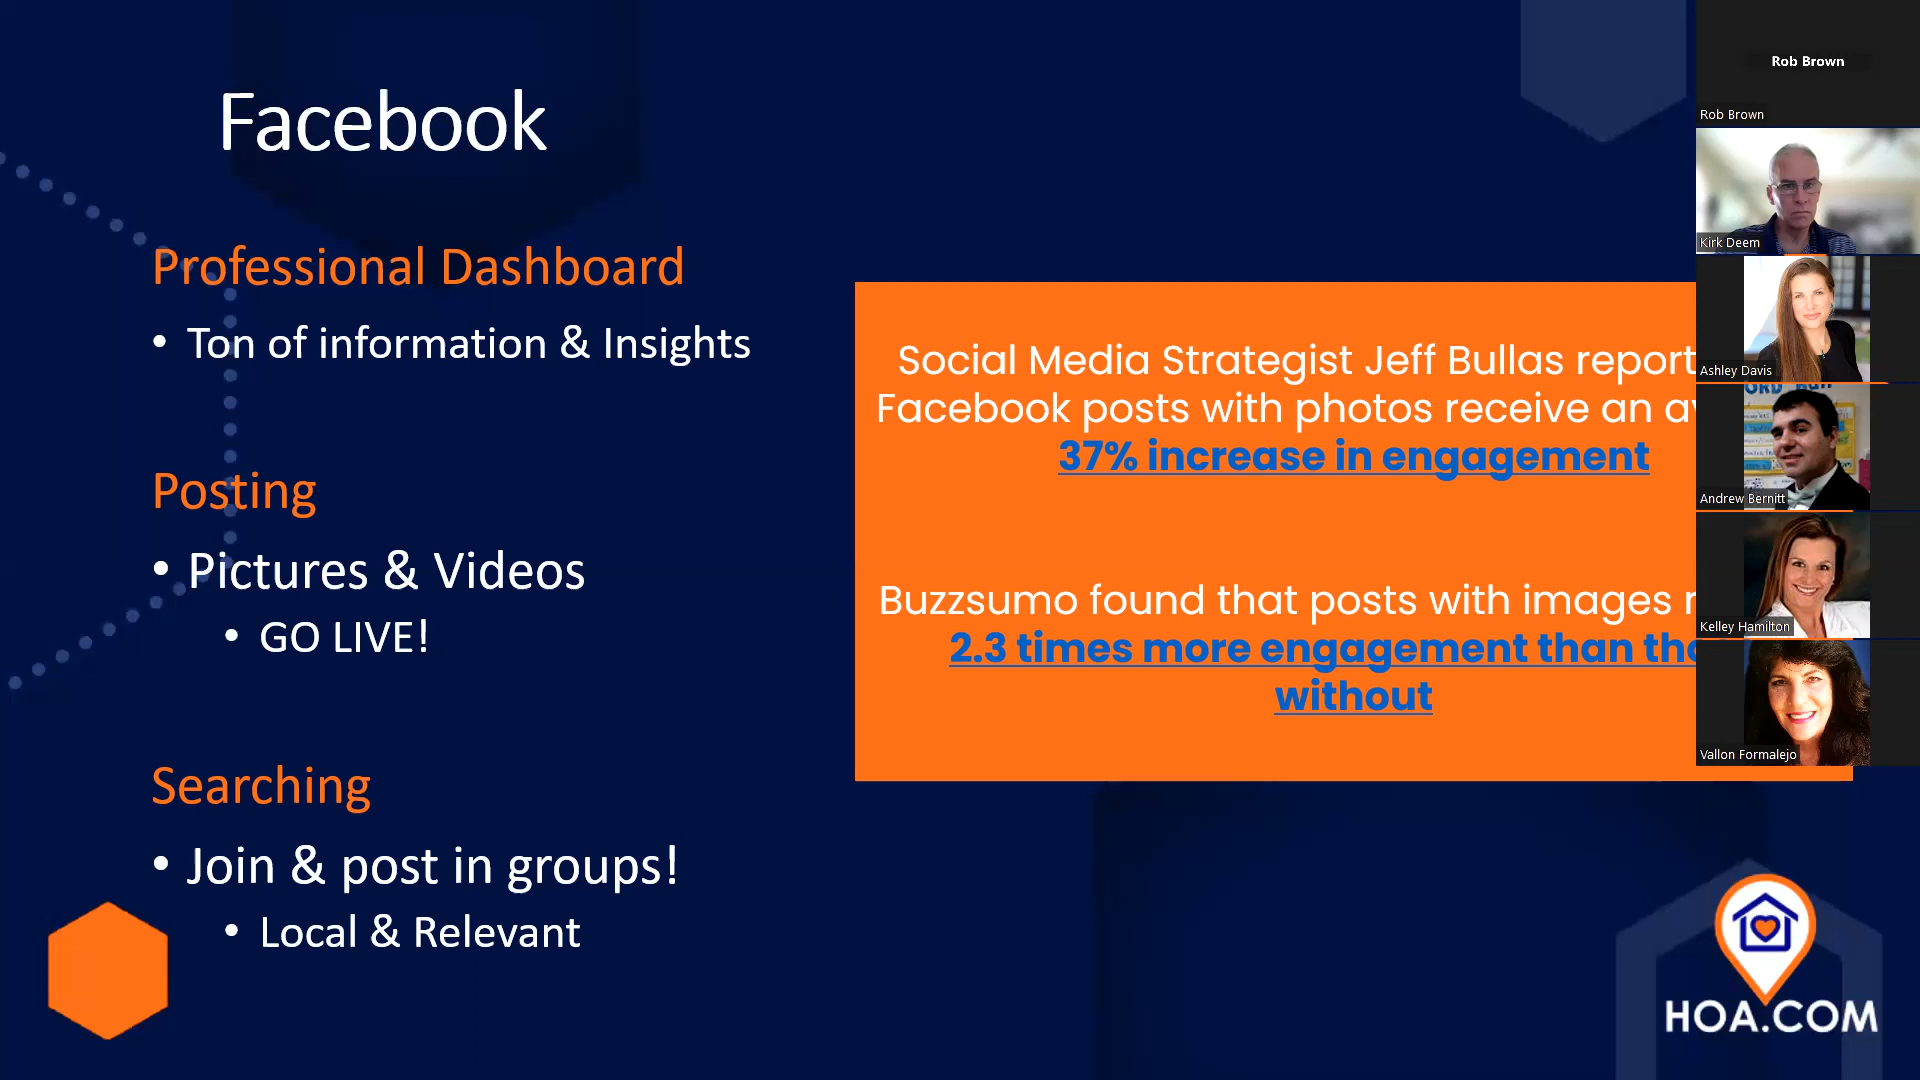 Facebook
Professional Dashboard
• Ton of information & Insights
Posting
• Pictures & Videos
• GO LIVE!
Searching
• Join & post in groups!
• Local & Relevant
Social Media Strategist Jeff Bullas report
Facebook posts with photos receive an
37% increase in engagement
Buzzsumo found that posts with images
2.3 times more engagement than
without
Rob Brown
Rob Brown
Kirk Deem
Ashley Davis
Andrew Bernitt
Kelley Hamilton
Vallon Formalejo
HOA.COM